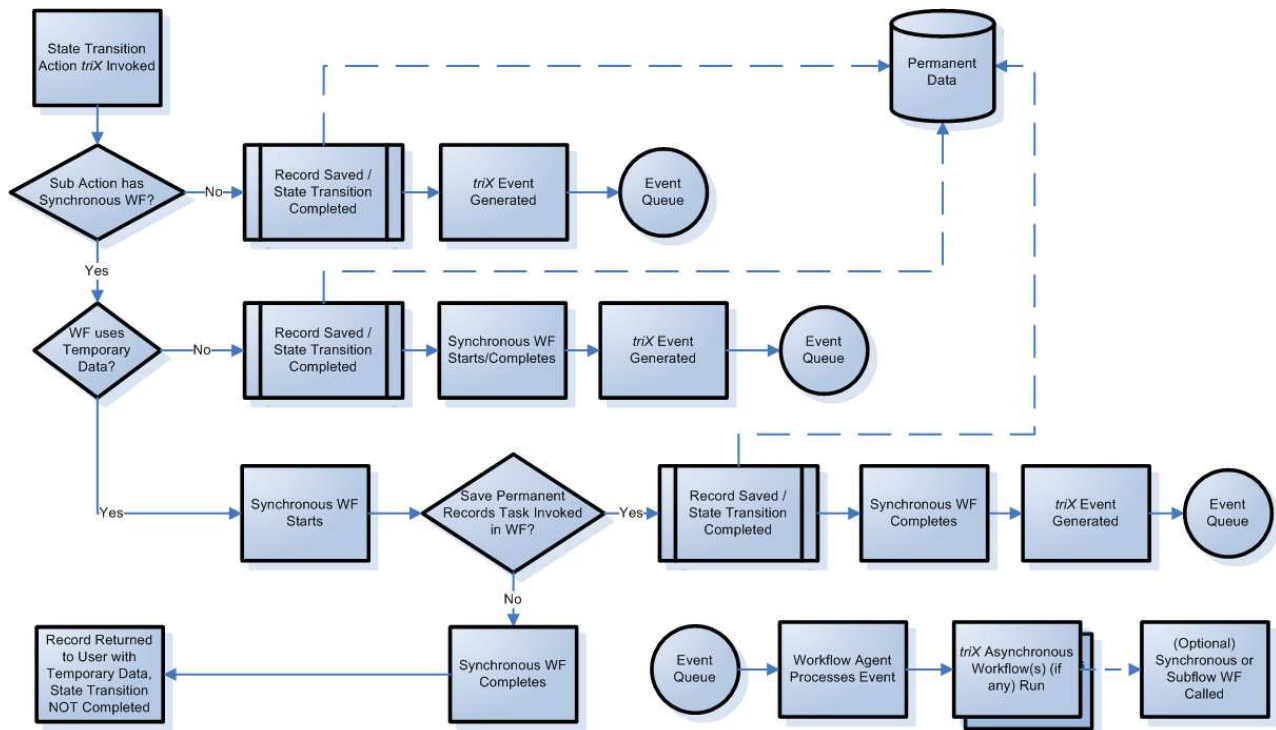 State Transition
Action triX Invoked
Permanent
Data
Sub Action has
Synchronous WF?
No
Record Saved /
State Transition
Completed
triX Event
Generated
Event
Queue
Yes
WF uses
Temporary
Data?
No
Record Saved /
State Transition
Completed
Synchronous WF
Starts/Completes
triX Event
Generated
Event
Queue
Yes
Synchronous WF
Starts
Save Permanent
Records Task Invoked
in WF?
Yes
Record Saved /
State Transition
Completed
Synchronous WF
Completes
triX Event
Generated
Event
Queue
No
Record Returned
to User with
Temporary Data,
State Transition
NOT Completed
Synchronous WF
Completes
Event
Queue
Workflow Agent
Processes Event
triX Asynchronous
Workflow(s) (if
any) Run
(Optional)
Synchronous or
Subflow WF
Called